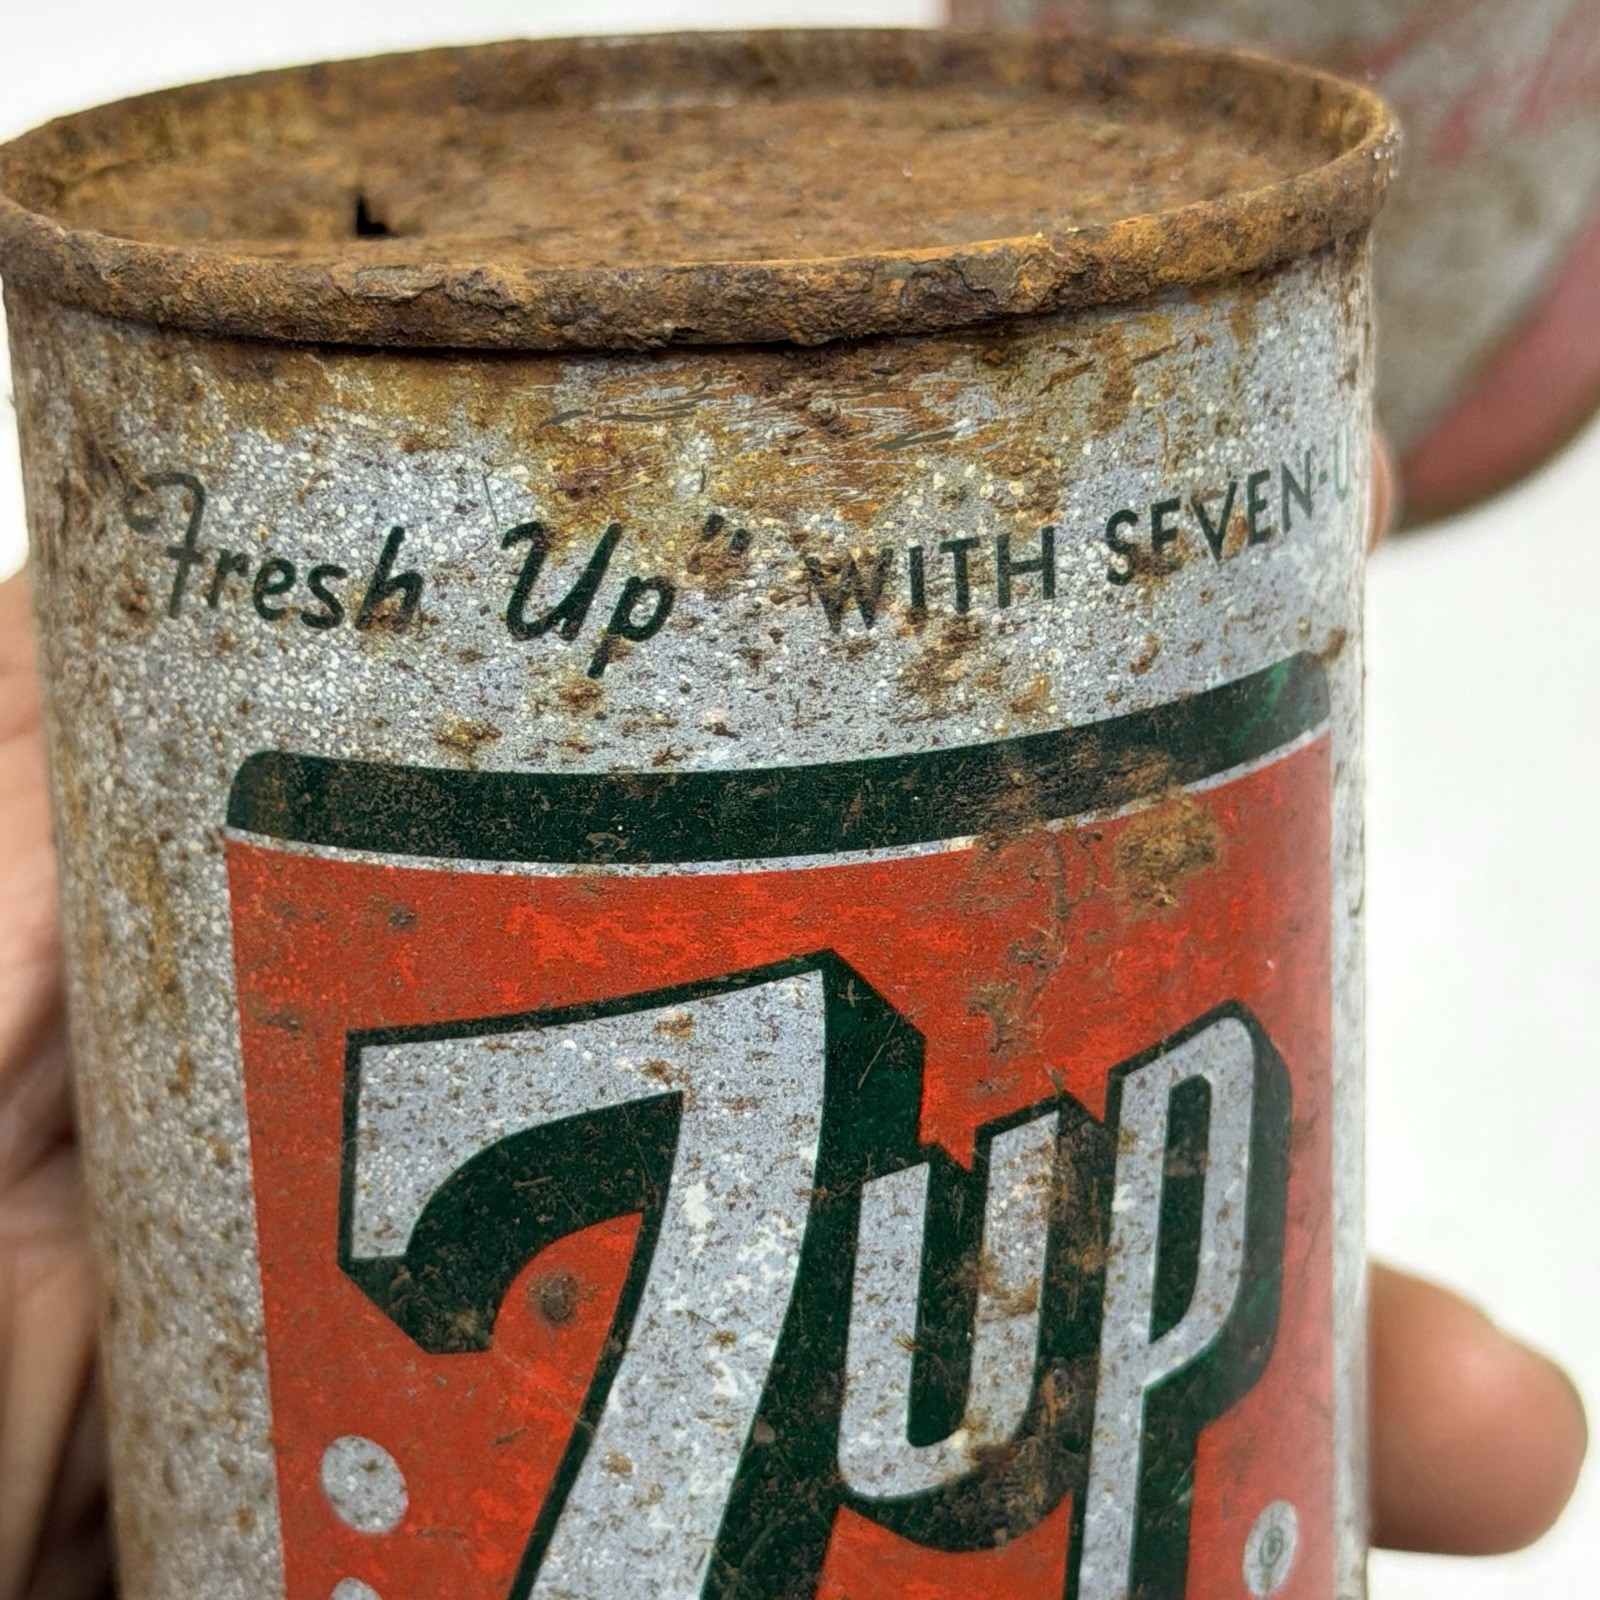 "Fresh Up" WITH SEVEN-U
7up